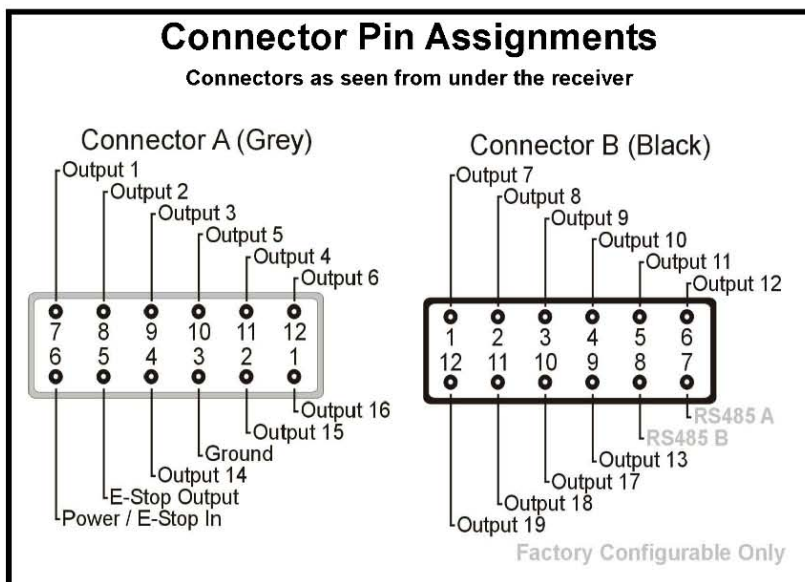 Connector Pin Assignments
Connectors as seen from under the receiver
Connector A (Grey)
Output 1
Output 2
Output 3
Output 5
Output 4
Output 6
7 8 9 10 11 12
6 5 4 3 2 1
Output 16
Output 15
Ground
Output 14
E-Stop Output
Power / E-Stop In
Connector B (Black)
Output 7
Output 8
Output 9
Output 10
Output 11
Output 12
1 2 3 4 5 6
12 11 10 9 8 7
RS485 A
RS485 B
Output 13
Output 17
Output 18
Output 19
Factory Configurable Only